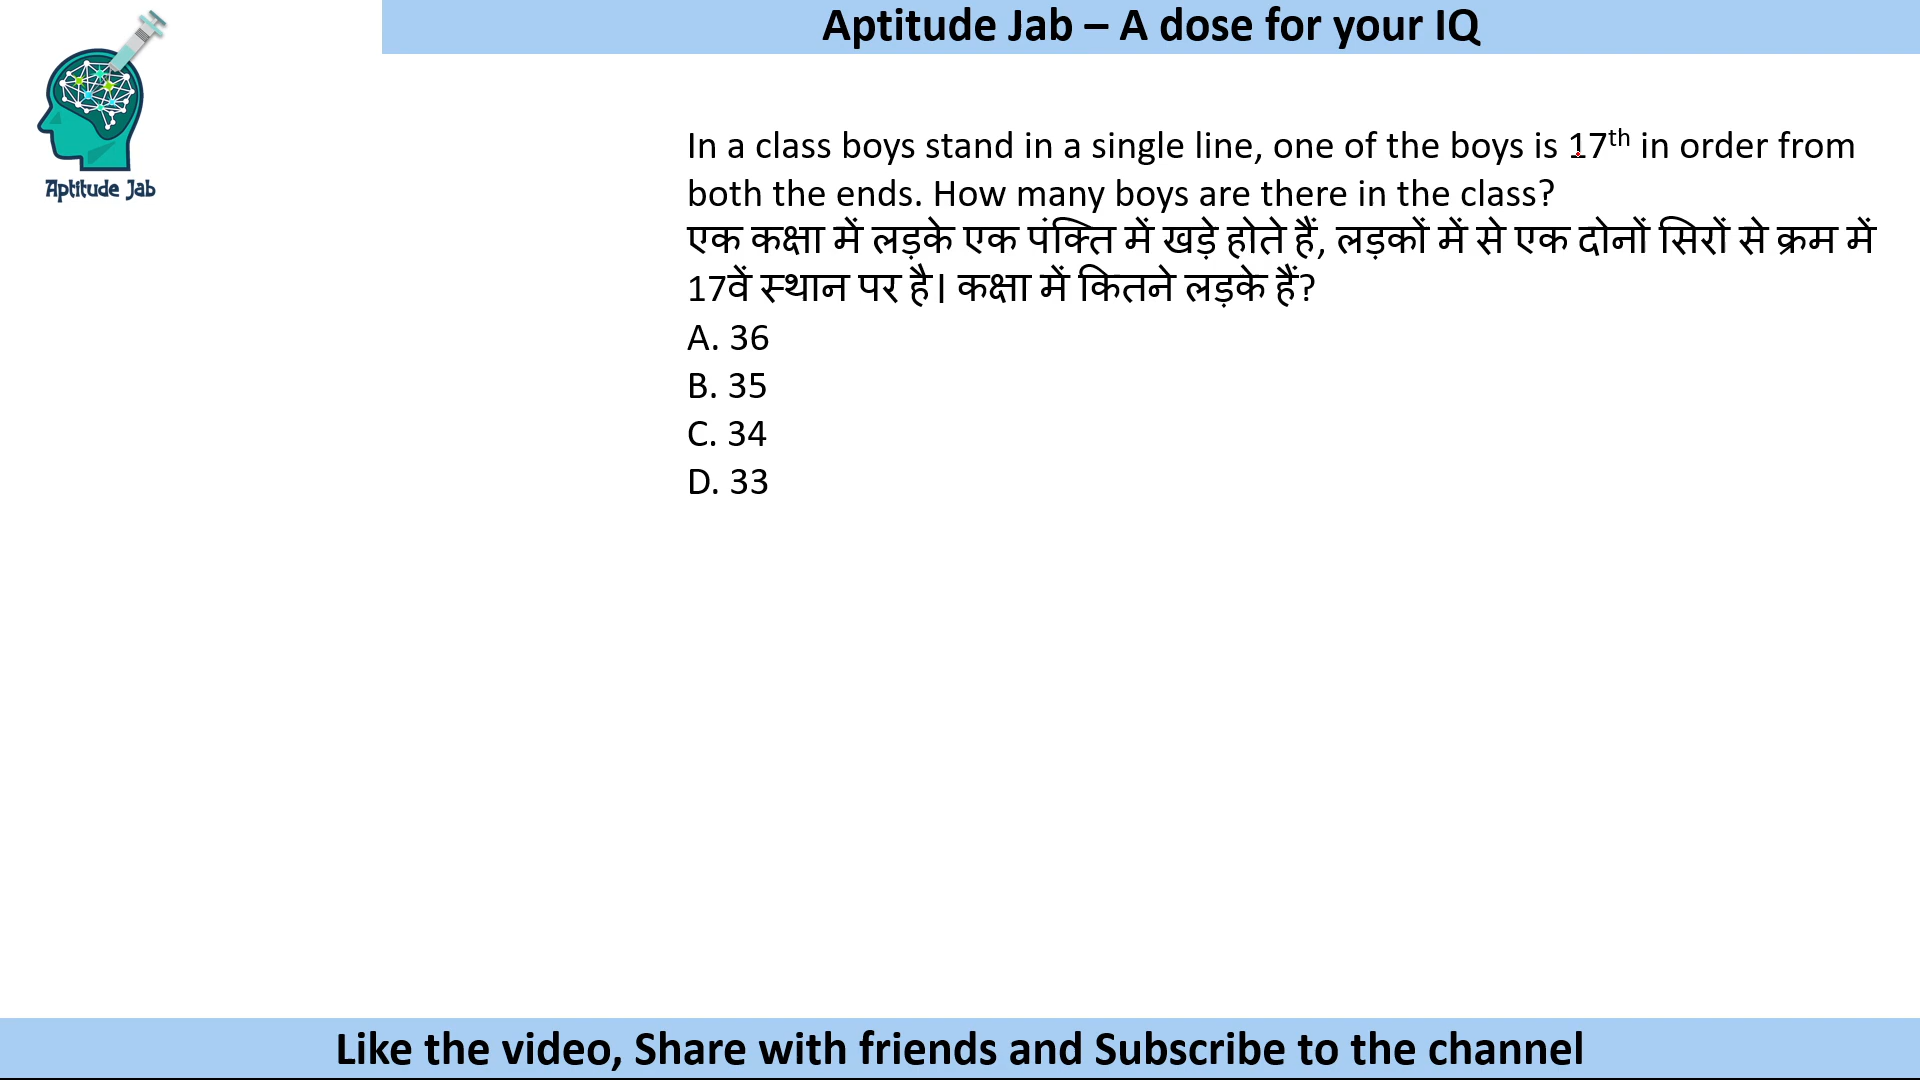 Aptitude Jab – A dose for your IQ
Aptitude Jab
In a class boys stand in a single line, one of the boys is 17th in order from
both the ends. How many boys are there in the class?
एक कक्षा में लड़के एक पंक्ति में खड़े होते हैं, लड़कों में से एक दोनों सिरों से क्रम में
17वें स्थान पर है। कक्षा में कितने लड़के हैं?
A. 36
B. 35
C. 34
D. 33
Like the video, Share with friends and Subscribe to the channel